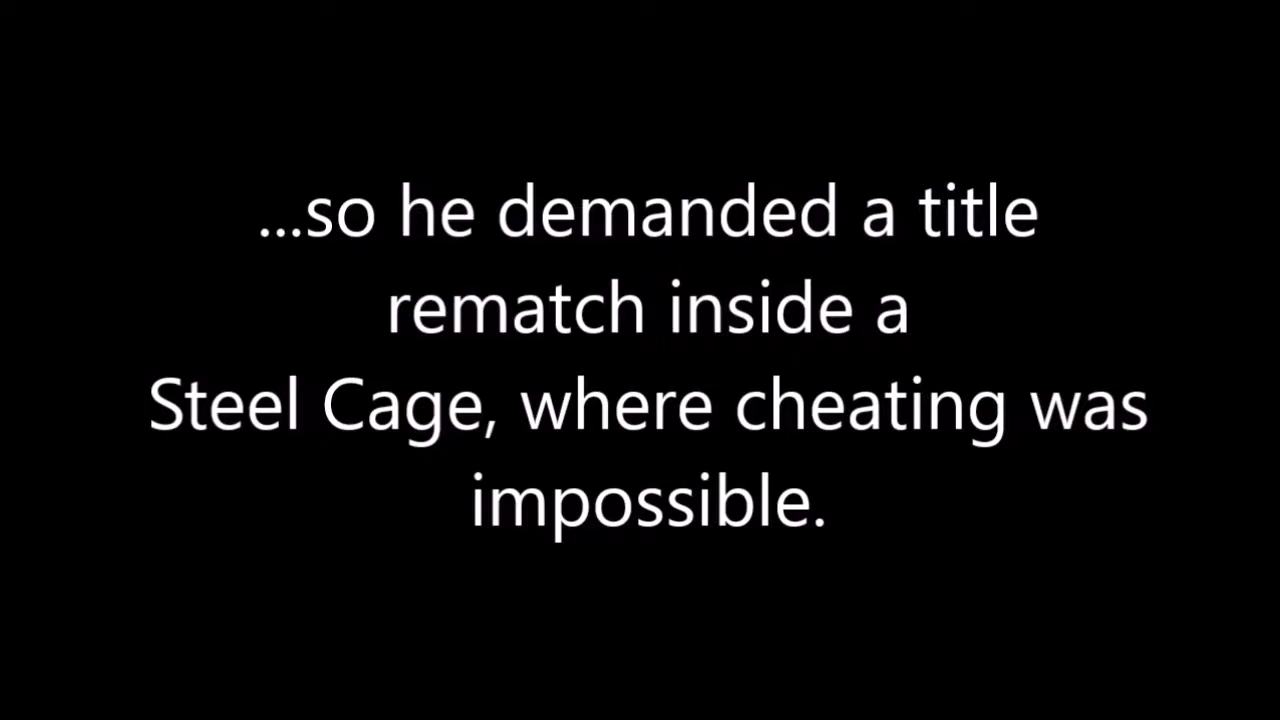 ...so he demanded a title
rematch inside a
Steel Cage, where cheating was
impossible.